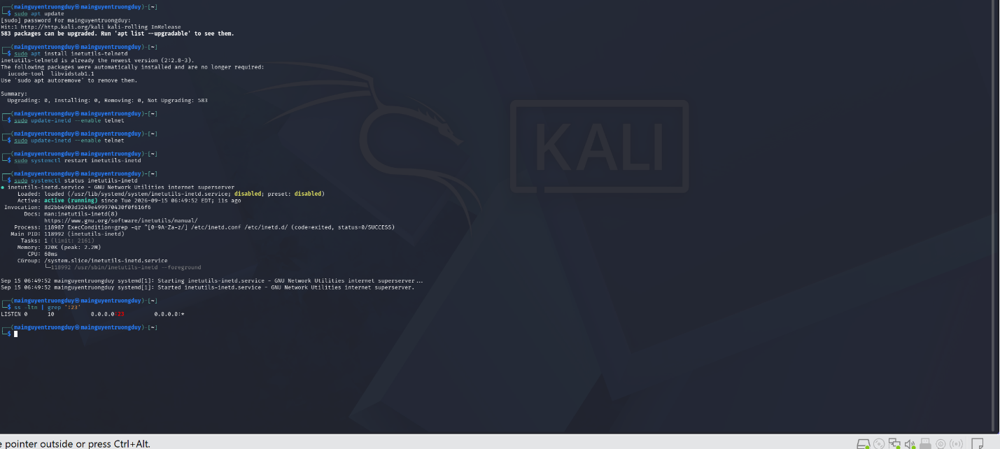 ┌──(mainguyentruongduy㉿mainguyentruongduy)-[~]
└─$ sudo apt update
[sudo] password for mainguyentruongduy:
Hit:1 http://http.kali.org/kali kali-rolling InRelease
583 packages can be upgraded. Run 'apt list --upgradable' to see them.
┌──(mainguyentruongduy㉿mainguyentruongduy)-[~]
└─$ sudo apt install inetutils-telnetd
inetutils-telnetd is already the newest version (2:2.8-3).
The following packages were automatically installed and are no longer required:
  iucode-tool  libvidstab1.1
Use 'sudo apt autoremove' to remove them.
Summary:
  Upgrading: 0, Installing: 0, Removing: 0, Not Upgrading: 583
┌──(mainguyentruongduy㉿mainguyentruongduy)-[~]
└─$ sudo update-inetd --enable telnet
┌──(mainguyentruongduy㉿mainguyentruongduy)-[~]
└─$ sudo update-inetd --enable telnet
┌──(mainguyentruongduy㉿mainguyentruongduy)-[~]
└─$ sudo systemctl restart inetutils-inetd
┌──(mainguyentruongduy㉿mainguyentruongduy)-[~]
└─$ sudo systemctl status inetutils-inetd
● inetutils-inetd.service - GNU Network Utilities internet superserver
     Loaded: loaded (/usr/lib/systemd/system/inetutils-inetd.service; disabled; preset: disabled)
     Active: active (running) since Tue 2026-09-15 06:49:52 EDT; 11s ago
 Invocation: 8d2bb4903d3249e499970430f0f616f6
       Docs: man:inetutils-inetd(8)
             https://www.gnu.org/software/inetutils/manual/
    Process: 118987 ExecCondition=grep -qr ^[0-9A-Za-z/] /etc/inetd.conf /etc/inetd.d/ (code=exited, status=0/SUCCESS)
   Main PID: 118992 (inetutils-inetd)
      Tasks: 1 (limit: 2161)
     Memory: 320K (peak: 2.2M)
        CPU: 60ms
     CGroup: /system.slice/inetutils-inetd.service
             └─118992 /usr/sbin/inetutils-inetd --foreground
Sep 15 06:49:52 mainguyentruongduy systemd[1]: Starting inetutils-inetd.service - GNU Network Utilities internet superserver...
Sep 15 06:49:52 mainguyentruongduy systemd[1]: Started inetutils-inetd.service - GNU Network Utilities internet superserver.
┌──(mainguyentruongduy㉿mainguyentruongduy)-[~]
└─$ ss -ltn | grep ':23'
LISTEN 0      10           0.0.0.0:23         0.0.0.0:*
┌──(mainguyentruongduy㉿mainguyentruongduy)-[~]
└─$
KALI
e pointer outside or press Ctrl+Alt.